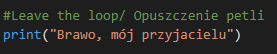 #Leave the loop/ Opuszczenie petli
print("Brawo, mój przyjacielu")